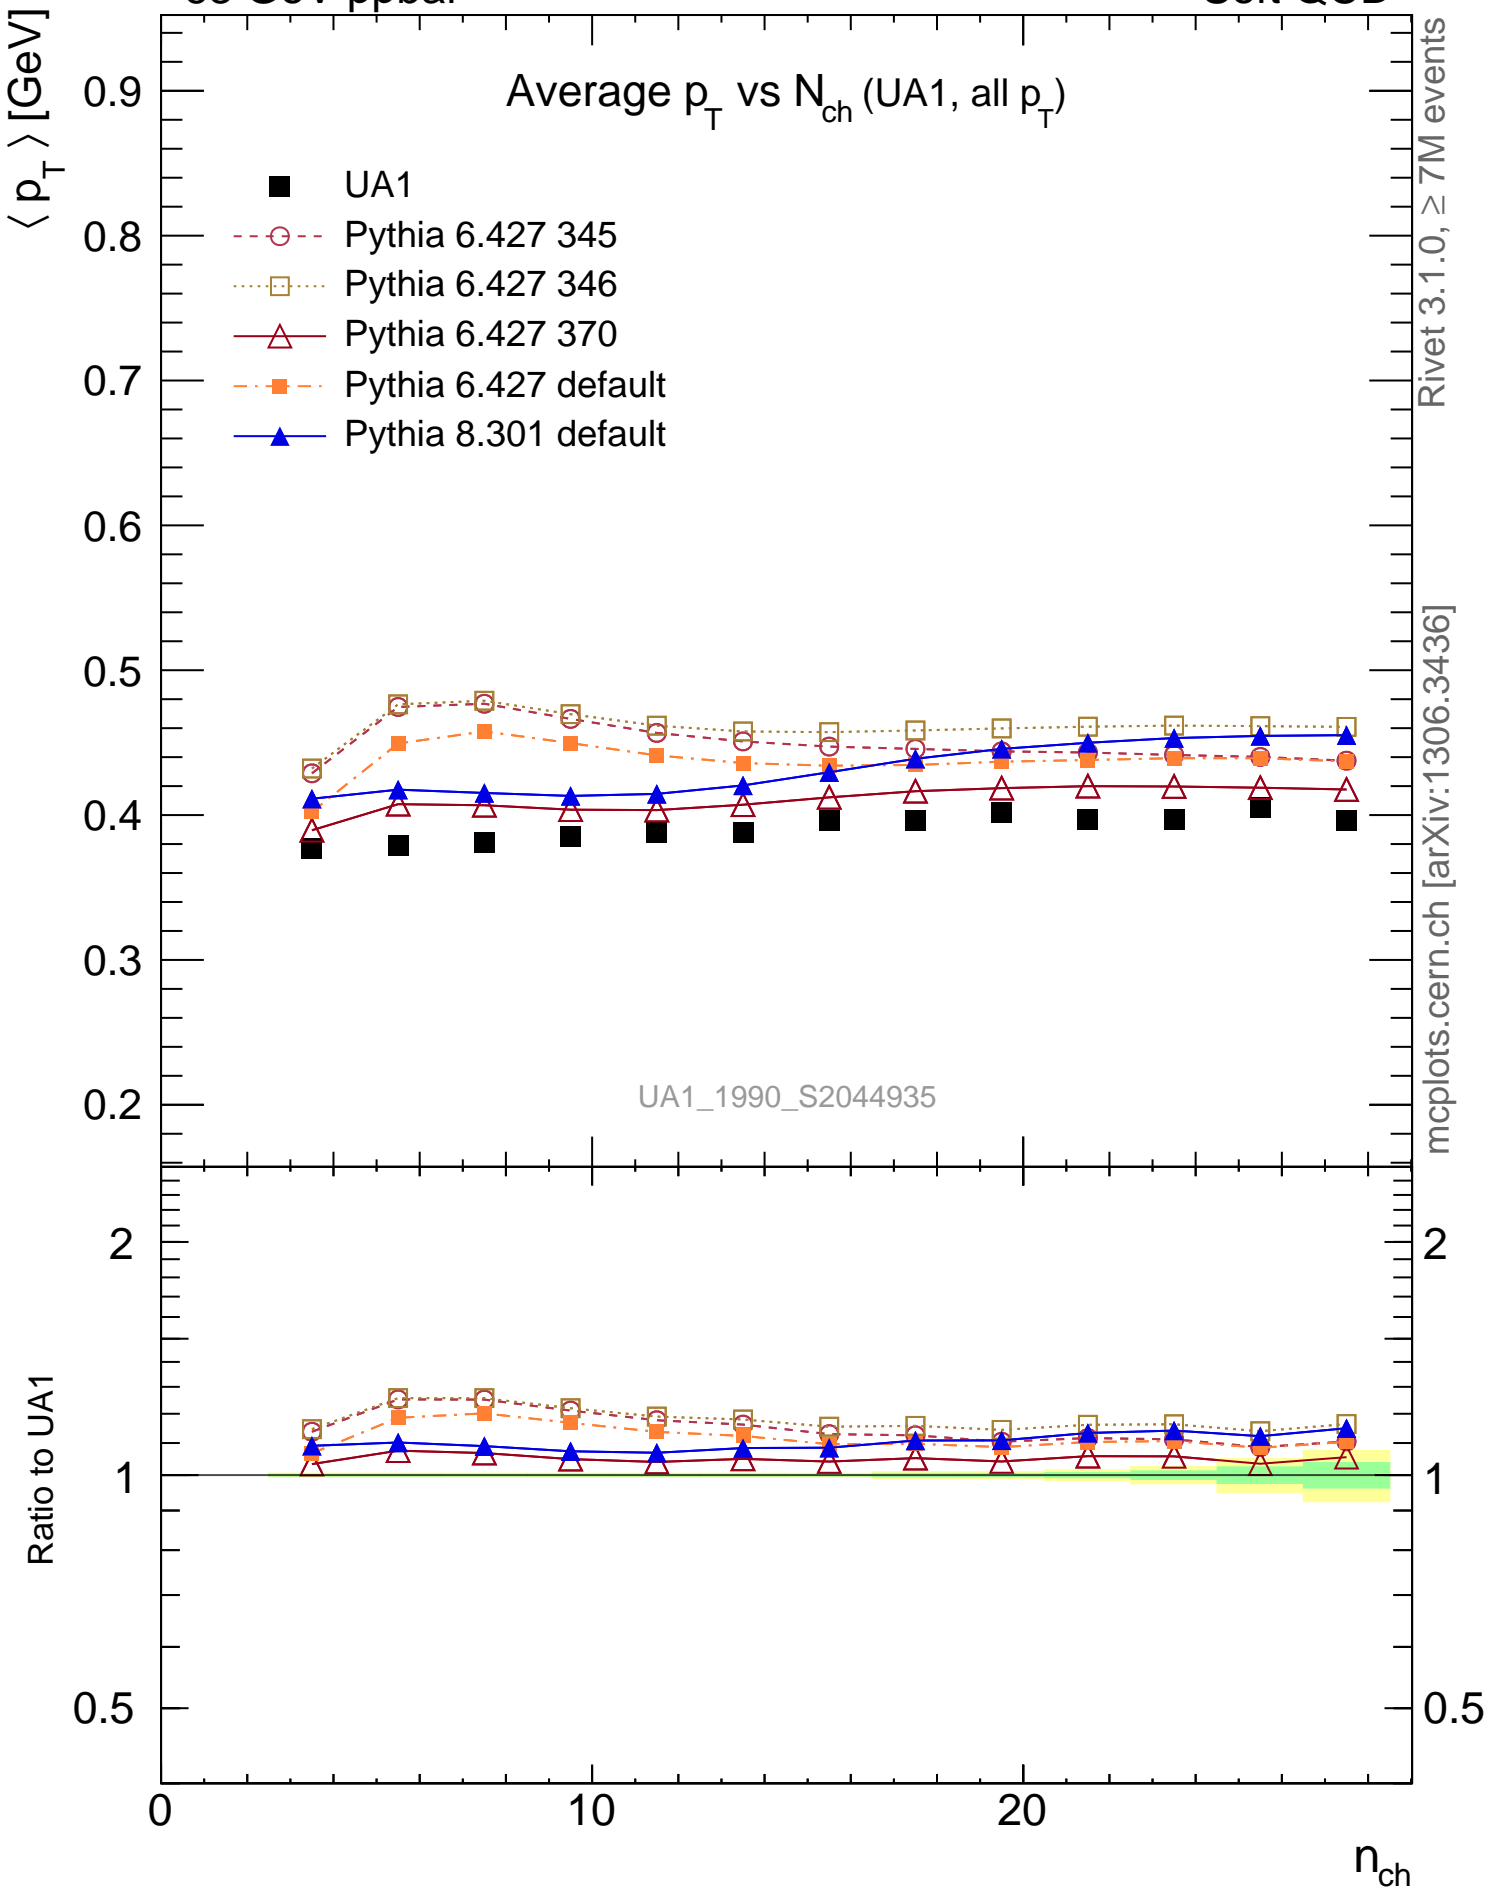 ⟨ p_T ⟩ [GeV]
Average p_T vs N_ch (UA1, all p_T)
UA1
Pythia 6.427 345
Pythia 6.427 346
Pythia 6.427 370
Pythia 6.427 default
Pythia 8.301 default
0.9
0.8
0.7
0.6
0.5
0.4
0.3
0.2
UA1_1990_S2044935
Rivet 3.1.0, ≥ 7M events
mcplots.cern.ch [arXiv:1306.3436]
Ratio to UA1
2
1
0.5
2
1
0.5
0
10
20
n_ch